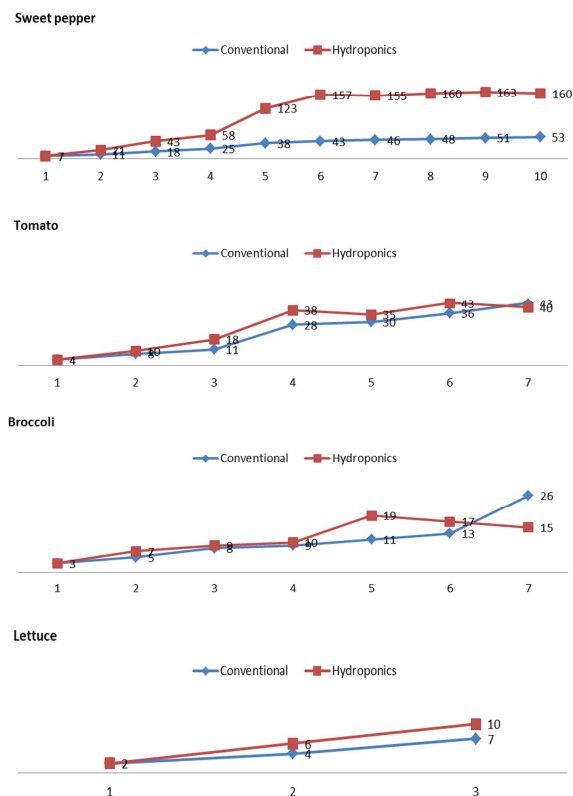 Sweet pepper
Conventional Hydroponics
7 21 43 58 123 157 155 160 163 160
11 18 25 38 43 46 48 51 53
1 2 3 4 5 6 7 8 9 10
Tomato
Conventional Hydroponics
4 10 18 38 35 43 40
8 11 28 30 36 43
1 2 3 4 5 6 7
Broccoli
Conventional Hydroponics
3 7 9 10 19 17 15
5 8 9 11 13 26
1 2 3 4 5 6 7
Lettuce
Conventional Hydroponics
2 6 10
4 7
1 2 3